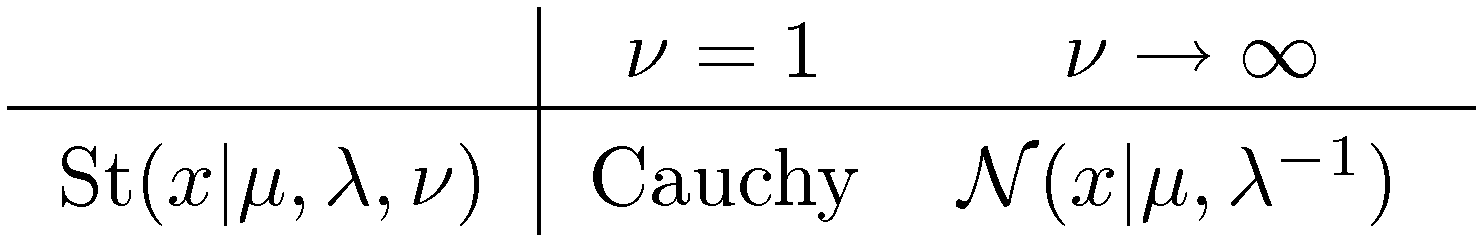 ν = 1 ν → ∞
St(x|μ, λ, ν) Cauchy 𝒩(x|μ, λ⁻¹)